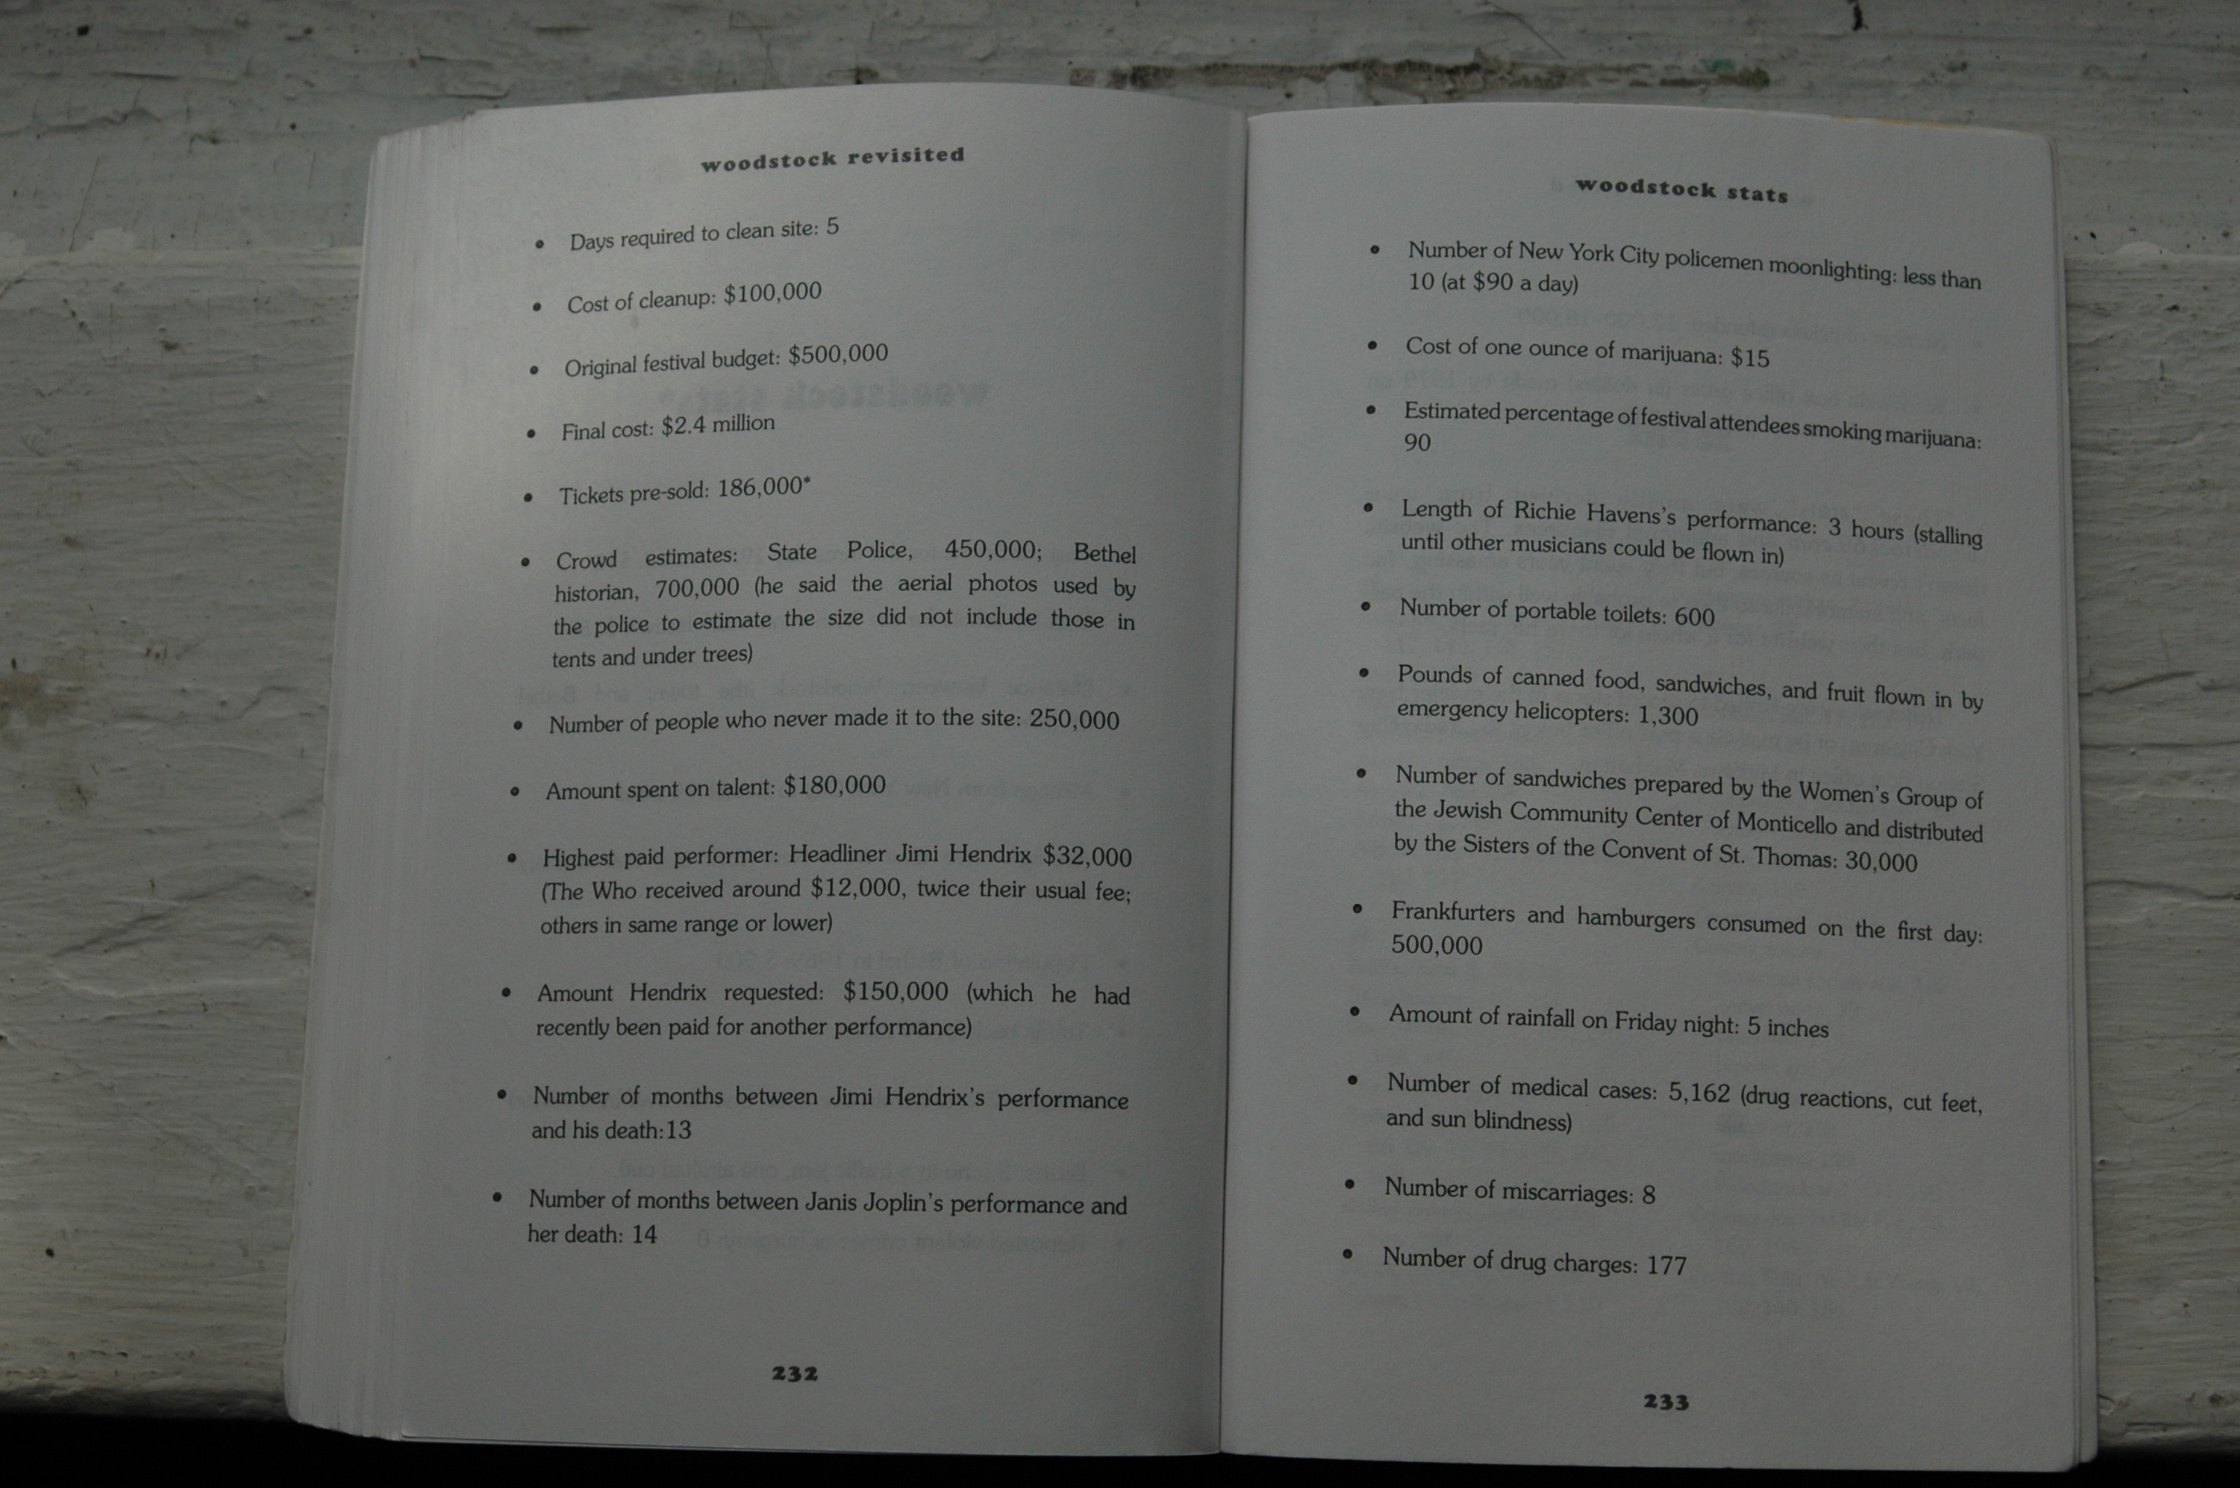 woodstock revisited
• Days required to clean site: 5
• Cost of cleanup: $100,000
• Original festival budget: $500,000
• Final cost: $2.4 million
• Tickets pre-sold: 186,000*
• Crowd estimates: State Police, 450,000; Bethel
historian, 700,000 (he said the aerial photos used by
the police to estimate the size did not include those in
tents and under trees)
• Number of people who never made it to the site: 250,000
• Amount spent on talent: $180,000
• Highest paid performer: Headliner Jimi Hendrix $32,000
(The Who received around $12,000, twice their usual fee;
others in same range or lower)
• Amount Hendrix requested: $150,000 (which he had
recently been paid for another performance)
• Number of months between Jimi Hendrix's performance
and his death:13
• Number of months between Janis Joplin's performance and
her death: 14
232
woodstock stats
• Number of New York City policemen moonlighting: less than
10 (at $90 a day)
• Cost of one ounce of marijuana: $15
• Estimated percentage of festival attendees smoking marijuana:
90
• Length of Richie Havens's performance: 3 hours (stalling
until other musicians could be flown in)
• Number of portable toilets: 600
• Pounds of canned food, sandwiches, and fruit flown in by
emergency helicopters: 1,300
• Number of sandwiches prepared by the Women's Group of
the Jewish Community Center of Monticello and distributed
by the Sisters of the Convent of St. Thomas: 30,000
• Frankfurters and hamburgers consumed on the first day:
500,000
• Amount of rainfall on Friday night: 5 inches
• Number of medical cases: 5,162 (drug reactions, cut feet,
and sun blindness)
• Number of miscarriages: 8
• Number of drug charges: 177
233